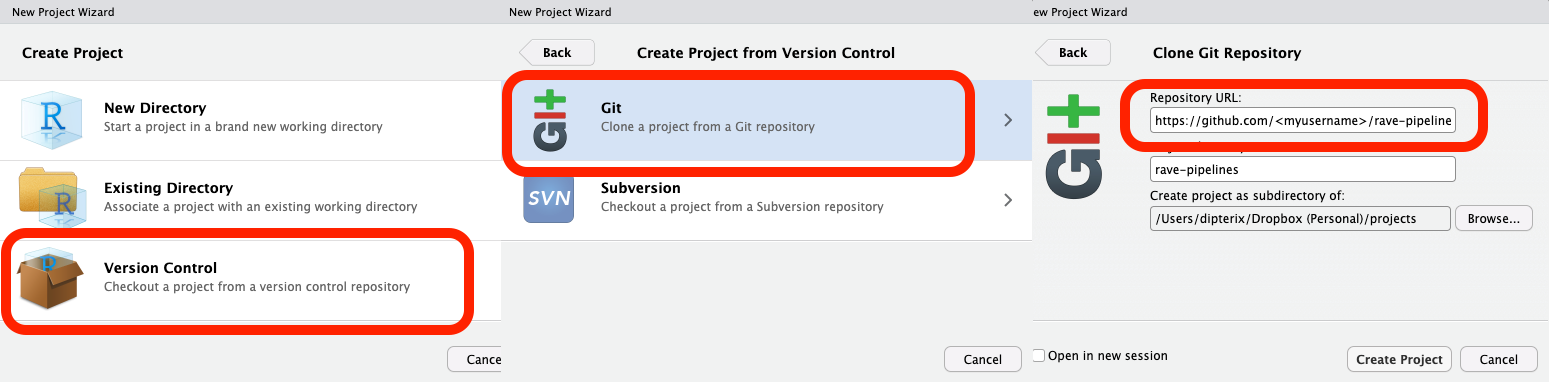 New Project Wizard
Create Project
New Directory
Start a project in a brand new working directory
Existing Directory
Associate a project with an existing working directory
Version Control
Checkout a project from a version control repository
Cance
New Project Wizard
Back
Create Project from Version Control
Git
Clone a project from a Git repository
SVN
Subversion
Checkout a project from a Subversion repository
Cancel
ew Project Wizard
Back
Clone Git Repository
Repository URL:
https://github.com/<myusername>/rave-pipeline
rave-pipelines
Create project as subdirectory of:
/Users/dipterix/Dropbox (Personal)/projects
Browse...
Open in new session
Create Project
Cancel